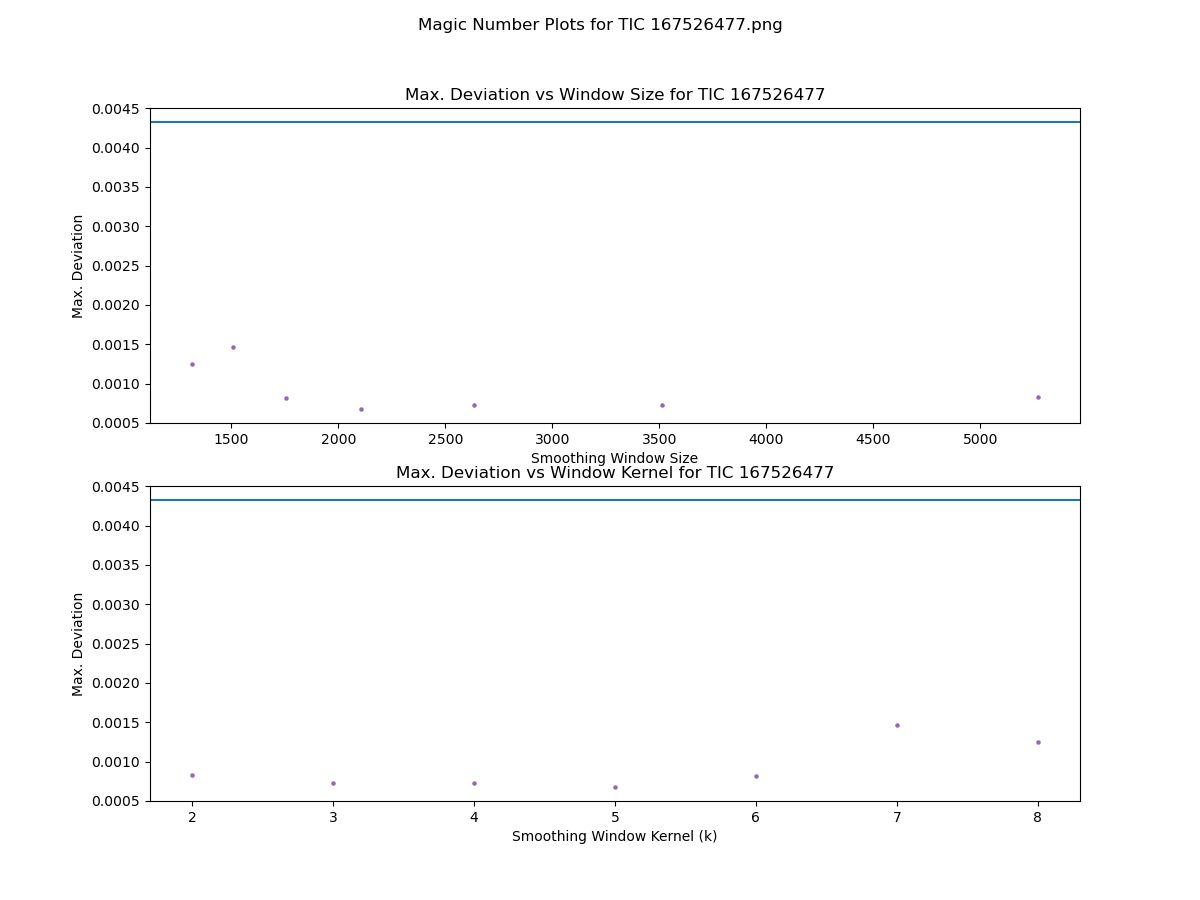 Magic Number Plots for TIC 167526477.png
Max. Deviation vs Window Size for TIC 167526477
0.0045
0.0040
0.0035
0.0030
0.0025
0.0020
0.0015
0.0010
0.0005
Max. Deviation
1500 2000 2500 3000 3500 4000 4500 5000
Smoothing Window Size
Max. Deviation vs Window Kernel for TIC 167526477
0.0045
0.0040
0.0035
0.0030
0.0025
0.0020
0.0015
0.0010
0.0005
Max. Deviation
2 3 4 5 6 7 8
Smoothing Window Kernel (k)